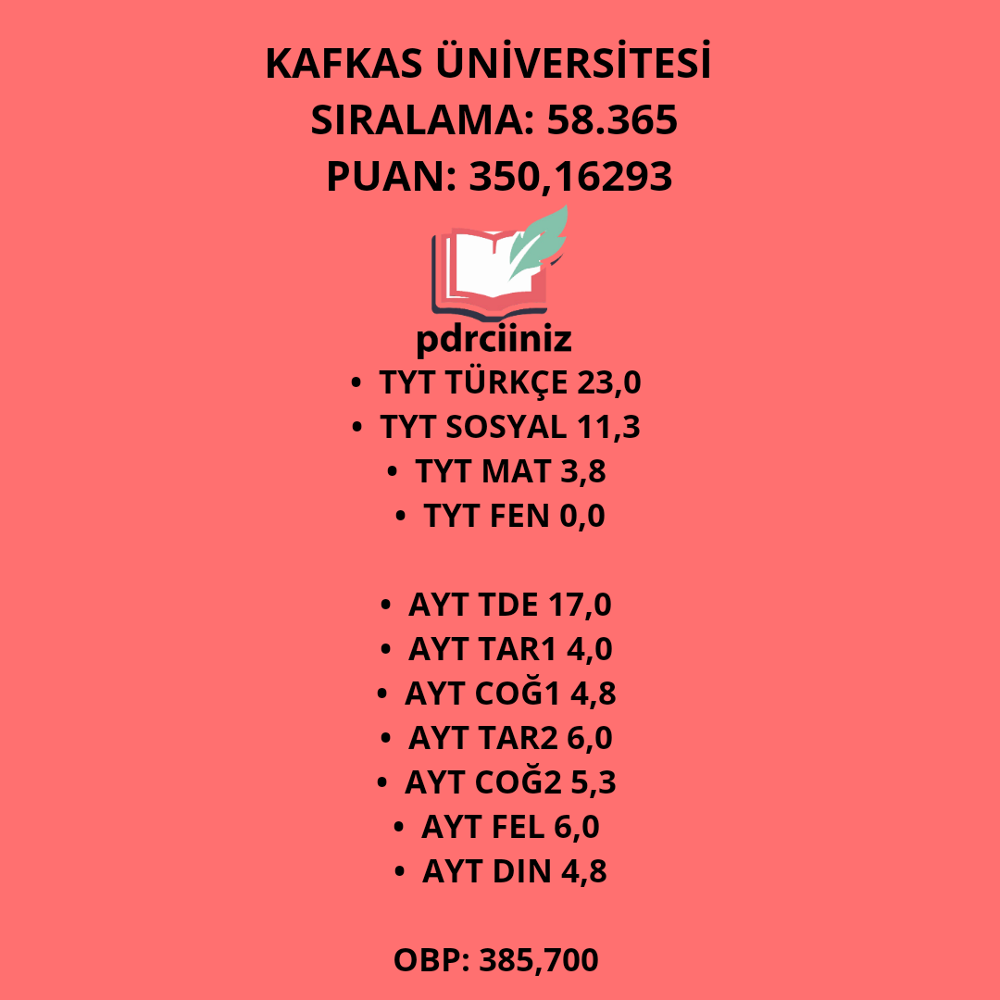 KAFKAS ÜNİVERSİTESİ
SIRALAMA: 58.365
PUAN: 350,16293
pdrciiniz
• TYT TÜRKÇE 23,0
• TYT SOSYAL 11,3
• TYT MAT 3,8
• TYT FEN 0,0
• AYT TDE 17,0
• AYT TAR1 4,0
• AYT COĞ1 4,8
• AYT TAR2 6,0
• AYT COĞ2 5,3
• AYT FEL 6,0
• AYT DIN 4,8
OBP: 385,700